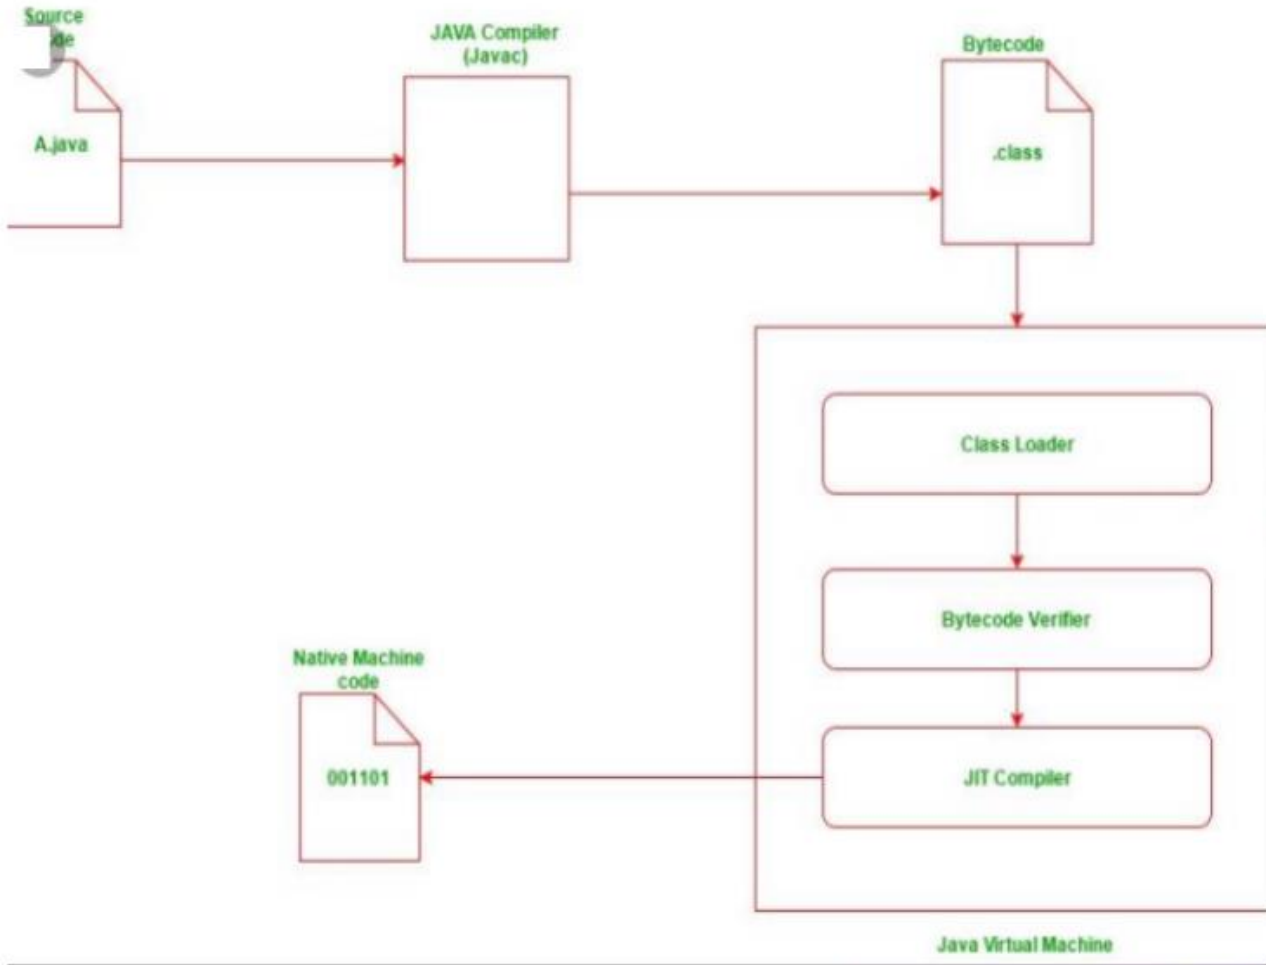 Source
de
A.java
JAVA Compiler
(Javac)
Bytecode
.class
Class Loader
Bytecode Verifier
JIT Compiler
Native Machine
code
001101
Java Virtual Machine